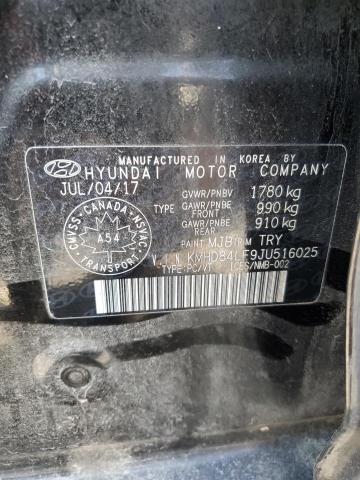 MANUFACTURED IN KOREA BY
HYUNDAI MOTOR COMPANY
JUL/04/17
GVWR/PNBV 1780 kg
TYPE GAWR/PNBE FRONT 990 kg
GAWR/PNBE REAR 910 kg
PAINT MJB TRIM TRY
CMVSS-CANADA-NSVAC
A54
TRANSPORT
V.I.N KMHD84LF9JU516025
TYPE:PC/VT ICES/NMB-002